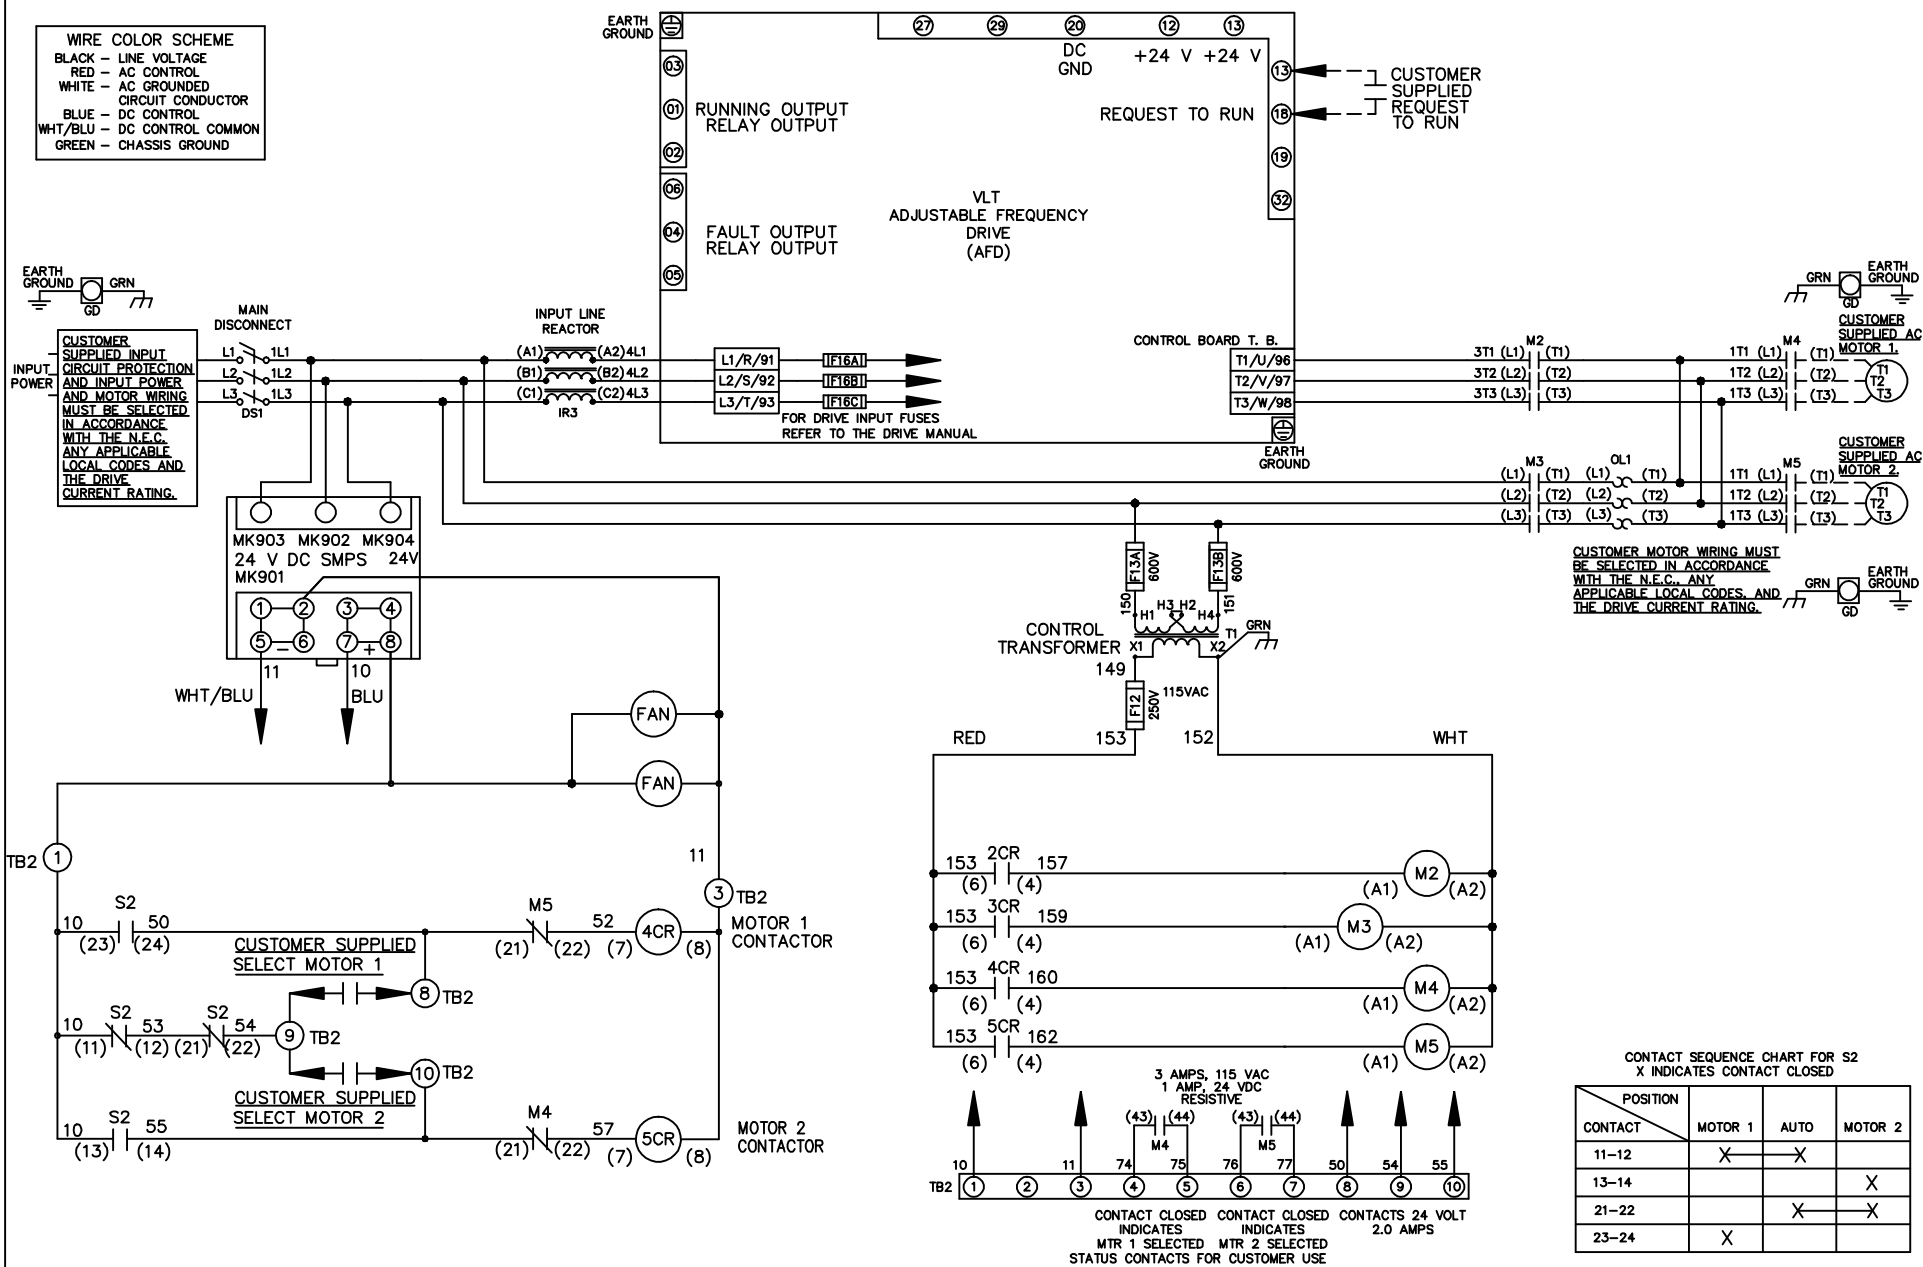 WIRE COLOR SCHEME
BLACK – LINE VOLTAGE
RED – AC CONTROL
WHITE – AC GROUNDED
CIRCUIT CONDUCTOR
BLUE – DC CONTROL
WHT/BLU – DC CONTROL COMMON
GREEN – CHASSIS GROUND
EARTH
GROUND
27 29 20 12 13
DC
GND
+24 V +24 V
03
01
02
RUNNING OUTPUT
RELAY OUTPUT
06
04
05
FAULT OUTPUT
RELAY OUTPUT
13
REQUEST TO RUN 18
19
32
CUSTOMER
SUPPLIED
REQUEST
TO RUN
VLT
ADJUSTABLE FREQUENCY
DRIVE
(AFD)
EARTH
GROUND
GRN
GD
INPUT
POWER
CUSTOMER
SUPPLIED INPUT
CIRCUIT PROTECTION
AND INPUT POWER
AND MOTOR WIRING
MUST BE SELECTED
IN ACCORDANCE
WITH THE N.E.C.
ANY APPLICABLE
LOCAL CODES AND
THE DRIVE
CURRENT RATING.
MAIN
DISCONNECT
L1 1L1
L2 1L2
L3 1L3
DS1
INPUT LINE
REACTOR
(A1) (A2) 4L1
(B1) (B2) 4L2
(C1) (C2) 4L3
IR3
L1/R/91 F16A
L2/S/92 F16B
L3/T/93 F16C
FOR DRIVE INPUT FUSES
REFER TO THE DRIVE MANUAL
CONTROL BOARD T. B.
T1/U/96
T2/V/97
T3/W/98
EARTH
GROUND
M2
3T1 (L1) (T1)
3T2 (L2) (T2)
3T3 (L3) (T3)
M4
1T1 (L1) (T1)
1T2 (L2) (T2)
1T3 (L3) (T3)
GRN
GD
EARTH
GROUND
CUSTOMER
SUPPLIED AC
MOTOR 1.
T1
T2
T3
M3 OL1
(L1) (T1) (L1) (T1)
(L2) (T2) (L2) (T2)
(L3) (T3) (L3) (T3)
M5
1T1 (L1) (T1)
1T2 (L2) (T2)
1T3 (L3) (T3)
CUSTOMER
SUPPLIED AC
MOTOR 2.
T1
T2
T3
CUSTOMER MOTOR WIRING MUST
BE SELECTED IN ACCORDANCE
WITH THE N.E.C., ANY
APPLICABLE LOCAL CODES, AND
THE DRIVE CURRENT RATING.
GRN
GD
EARTH
GROUND
MK903 MK902 MK904
24 V DC SMPS 24V
MK901
1 2 3 4
5 – 6 7 + 8
11 10
WHT/BLU BLU
FAN
FAN
F13A 600V F13B 600V
150 151
H1 H3 H2 H4
CONTROL
TRANSFORMER
X1 X2 T1 GRN
149
F12 250V 115VAC
153 152
RED WHT
TB2 1
11
3 TB2
S2
10 50
(23) (24)
M5
(21) (22)
52
(7) 4CR (8)
MOTOR 1
CONTACTOR
CUSTOMER SUPPLIED
SELECT MOTOR 1
8 TB2
S2 S2
10 53 54
(11) (12) (21) (22)
9 TB2
10 TB2
CUSTOMER SUPPLIED
SELECT MOTOR 2
S2
10 55
(13) (14)
M4
(21) (22)
57
(7) 5CR (8)
MOTOR 2
CONTACTOR
153 2CR 157
(6) (4) (A1) M2 (A2)
153 3CR 159
(6) (4) (A1) M3 (A2)
153 4CR 160
(6) (4) (A1) M4 (A2)
153 5CR 162
(6) (4) (A1) M5 (A2)
3 AMPS, 115 VAC
1 AMP, 24 VDC
RESISTIVE
(43) (44) (43) (44)
M4 M5
10 11 74 75 76 77 50 54 55
TB2 1 2 3 4 5 6 7 8 9 10
CONTACT CLOSED
INDICATES
MTR 1 SELECTED
CONTACT CLOSED
INDICATES
MTR 2 SELECTED
CONTACTS 24 VOLT
2.0 AMPS
STATUS CONTACTS FOR CUSTOMER USE
CONTACT SEQUENCE CHART FOR S2
X INDICATES CONTACT CLOSED
POSITION
CONTACT MOTOR 1 AUTO MOTOR 2
11–12 X X
13–14 X
21–22 X X
23–24 X